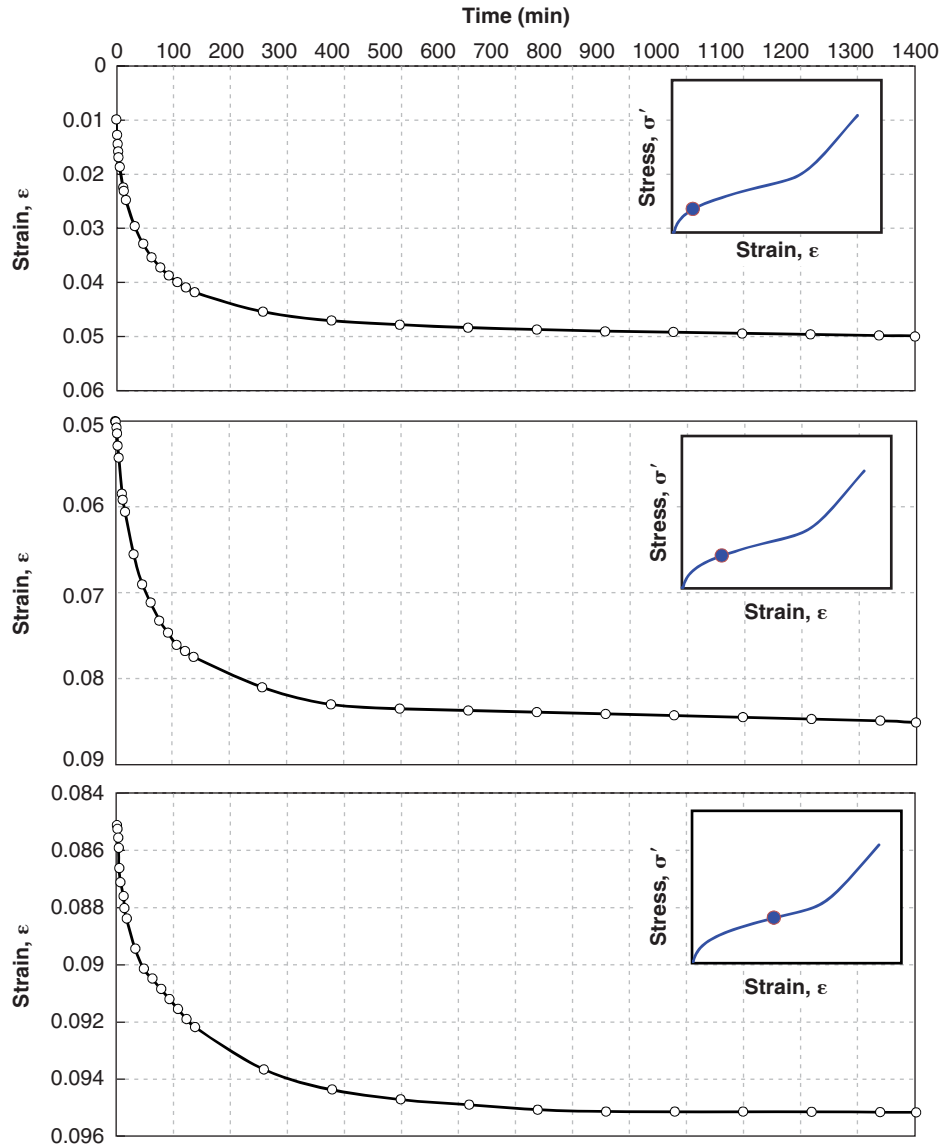 Time (min)
0 100 200 300 400 500 600 700 800 900 1000 1100 1200 1300 1400
0
0.01
0.02
0.03
0.04
0.05
0.06
Strain, ε
Stress, σ′
Strain, ε
0.05
0.06
0.07
0.08
0.09
Strain, ε
Stress, σ′
Strain, ε
0.084
0.086
0.088
0.09
0.092
0.094
0.096
Strain, ε
Stress, σ′
Strain, ε